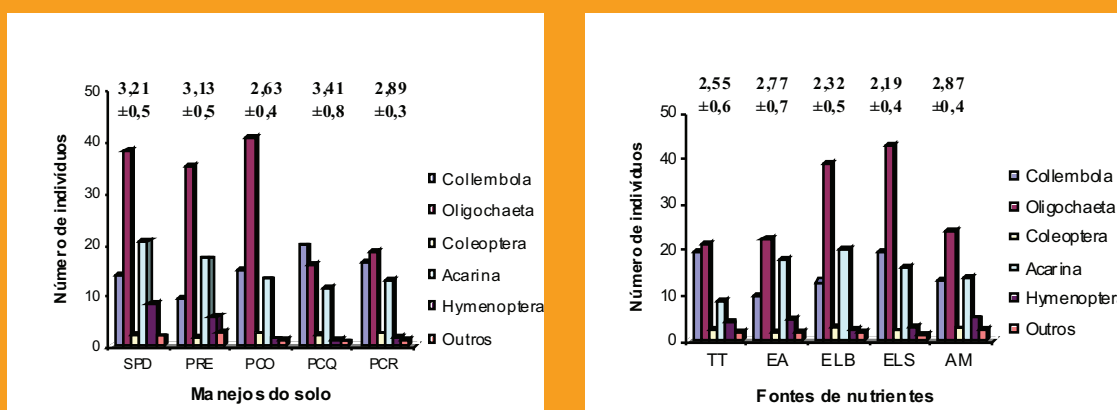 3,21 3,13 2,63 3,41 2,89
±0,5 ±0,5 ±0,4 ±0,8 ±0,3
Número de indivíduos
50
40
30
20
10
0
SPD PRE PCO PCQ PCR
Manejos do solo
Collembola
Oligochaeta
Coleoptera
Acarina
Hymenoptera
Outros
2,55 2,77 2,32 2,19 2,87
±0,6 ±0,7 ±0,5 ±0,4 ±0,4
Número de indivíduos
50
40
30
20
10
0
TT EA ELB ELS AM
Fontes de nutrientes
Collembola
Oligochaeta
Coleoptera
Acarina
Hymenopter
Outros